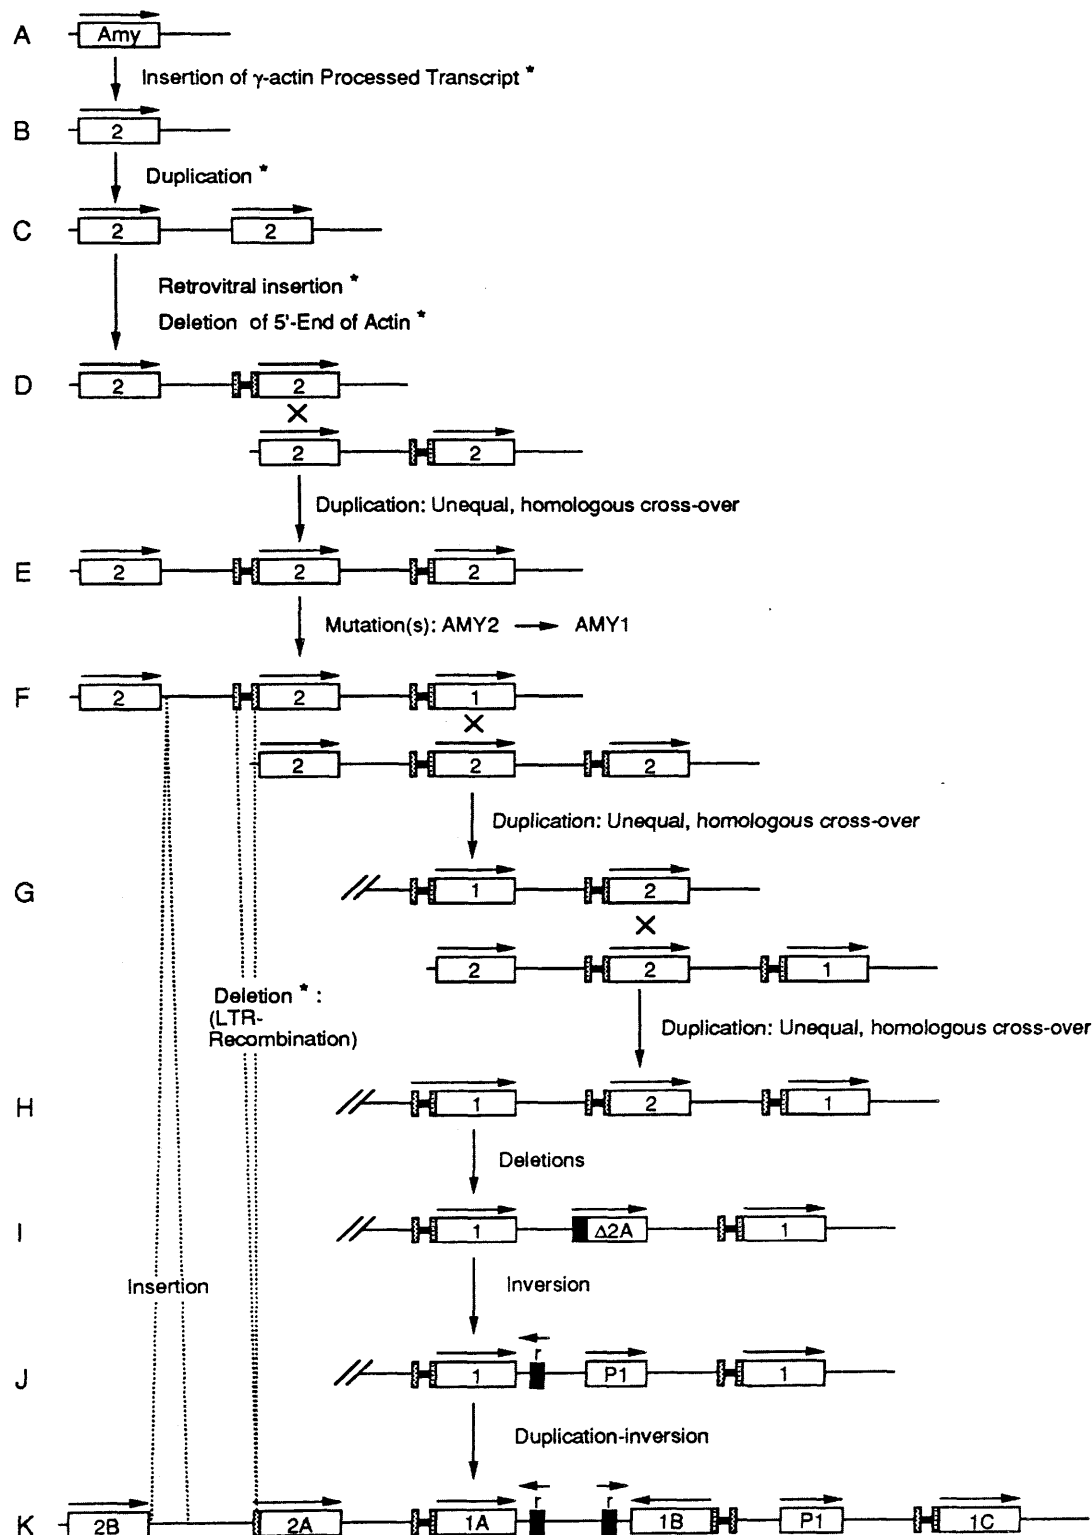 A
Amy
Insertion of γ-actin Processed Transcript *
B
2
Duplication *
C
2 2
Retrovitral insertion *
Deletion of 5'-End of Actin *
D
2 2
2 2
Duplication: Unequal, homologous cross-over
E
2 2 2
Mutation(s): AMY2 → AMY1
F
2 2 1
2 2 2
Duplication: Unequal, homologous cross-over
G
1 2
2 2 1
Deletion * :
(LTR-
Recombination)
Duplication: Unequal, homologous cross-over
H
1 2 1
Deletions
I
1 Δ2A 1
Insertion
Inversion
r
J
1 P1 1
Duplication-inversion
r r
K
2B 2A 1A 1B P1 1C